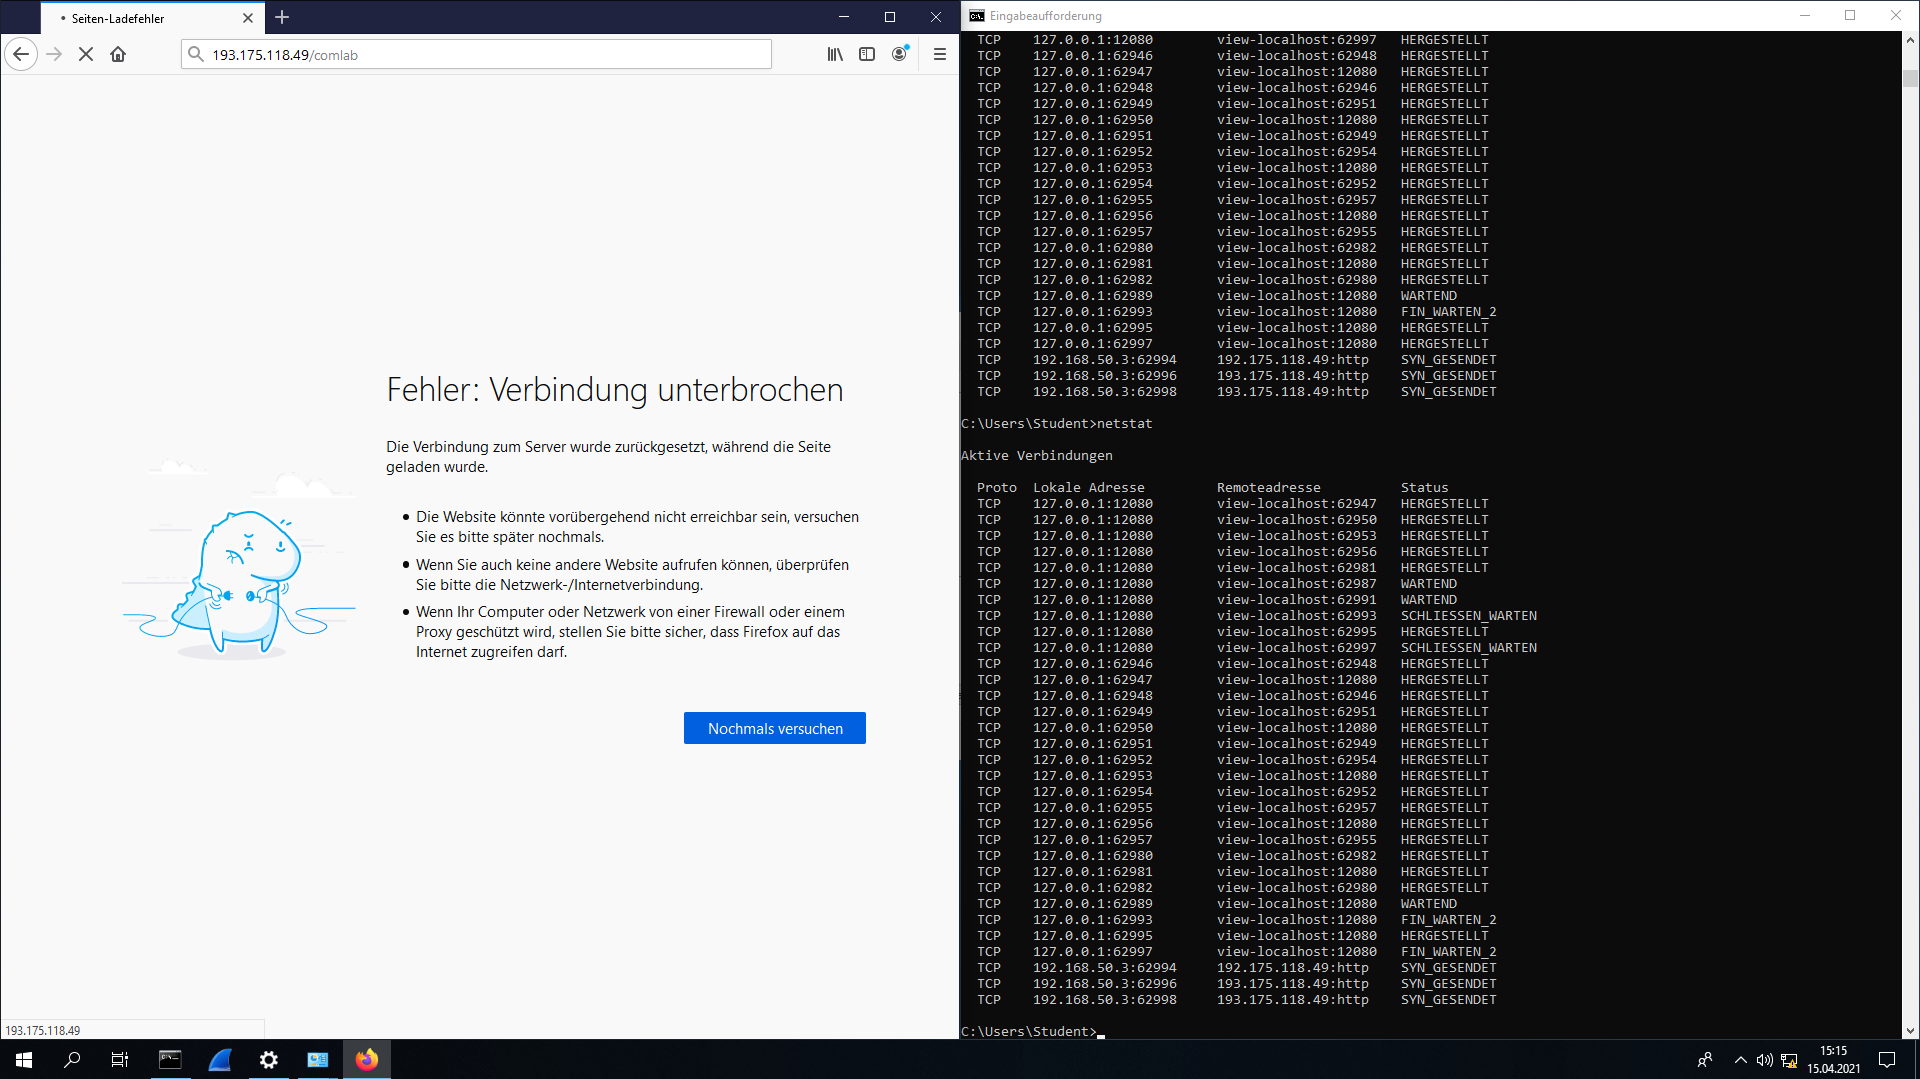 Seiten-Ladefehler
193.175.118.49/comlab
Fehler: Verbindung unterbrochen
Die Verbindung zum Server wurde zurückgesetzt, während die Seite
geladen wurde.
Die Website könnte vorübergehend nicht erreichbar sein, versuchen
Sie es bitte später nochmals.
Wenn Sie auch keine andere Website aufrufen können, überprüfen
Sie bitte die Netzwerk-/Internetverbindung.
Wenn Ihr Computer oder Netzwerk von einer Firewall oder einem
Proxy geschützt wird, stellen Sie bitte sicher, dass Firefox auf das
Internet zugreifen darf.
Nochmals versuchen
193.175.118.49
Eingabeaufforderung
TCP 127.0.0.1:12080 view-localhost:62997 HERGESTELLT
TCP 127.0.0.1:62946 view-localhost:62948 HERGESTELLT
TCP 127.0.0.1:62947 view-localhost:12080 HERGESTELLT
TCP 127.0.0.1:62948 view-localhost:62946 HERGESTELLT
TCP 127.0.0.1:62949 view-localhost:62951 HERGESTELLT
TCP 127.0.0.1:62950 view-localhost:12080 HERGESTELLT
TCP 127.0.0.1:62951 view-localhost:62949 HERGESTELLT
TCP 127.0.0.1:62952 view-localhost:62954 HERGESTELLT
TCP 127.0.0.1:62953 view-localhost:12080 HERGESTELLT
TCP 127.0.0.1:62954 view-localhost:62952 HERGESTELLT
TCP 127.0.0.1:62955 view-localhost:62957 HERGESTELLT
TCP 127.0.0.1:62956 view-localhost:12080 HERGESTELLT
TCP 127.0.0.1:62957 view-localhost:62955 HERGESTELLT
TCP 127.0.0.1:62980 view-localhost:62982 HERGESTELLT
TCP 127.0.0.1:62981 view-localhost:12080 HERGESTELLT
TCP 127.0.0.1:62982 view-localhost:62980 HERGESTELLT
TCP 127.0.0.1:62989 view-localhost:12080 WARTEND
TCP 127.0.0.1:62993 view-localhost:12080 FIN_WARTEN_2
TCP 127.0.0.1:62995 view-localhost:12080 HERGESTELLT
TCP 127.0.0.1:62997 view-localhost:12080 HERGESTELLT
TCP 192.168.50.3:62994 192.175.118.49:http SYN_GESENDET
TCP 192.168.50.3:62996 193.175.118.49:http SYN_GESENDET
TCP 192.168.50.3:62998 193.175.118.49:http SYN_GESENDET
C:\Users\Student>netstat
Aktive Verbindungen
Proto Lokale Adresse Remoteadresse Status
TCP 127.0.0.1:12080 view-localhost:62947 HERGESTELLT
TCP 127.0.0.1:12080 view-localhost:62950 HERGESTELLT
TCP 127.0.0.1:12080 view-localhost:62953 HERGESTELLT
TCP 127.0.0.1:12080 view-localhost:62956 HERGESTELLT
TCP 127.0.0.1:12080 view-localhost:62981 HERGESTELLT
TCP 127.0.0.1:12080 view-localhost:62987 WARTEND
TCP 127.0.0.1:12080 view-localhost:62991 WARTEND
TCP 127.0.0.1:12080 view-localhost:62993 SCHLIESSEN_WARTEN
TCP 127.0.0.1:12080 view-localhost:62995 HERGESTELLT
TCP 127.0.0.1:12080 view-localhost:62997 SCHLIESSEN_WARTEN
TCP 127.0.0.1:62946 view-localhost:62948 HERGESTELLT
TCP 127.0.0.1:62947 view-localhost:12080 HERGESTELLT
TCP 127.0.0.1:62948 view-localhost:62946 HERGESTELLT
TCP 127.0.0.1:62949 view-localhost:62951 HERGESTELLT
TCP 127.0.0.1:62950 view-localhost:12080 HERGESTELLT
TCP 127.0.0.1:62951 view-localhost:62949 HERGESTELLT
TCP 127.0.0.1:62952 view-localhost:62954 HERGESTELLT
TCP 127.0.0.1:62953 view-localhost:12080 HERGESTELLT
TCP 127.0.0.1:62954 view-localhost:62952 HERGESTELLT
TCP 127.0.0.1:62955 view-localhost:62957 HERGESTELLT
TCP 127.0.0.1:62956 view-localhost:12080 HERGESTELLT
TCP 127.0.0.1:62957 view-localhost:62955 HERGESTELLT
TCP 127.0.0.1:62980 view-localhost:62982 HERGESTELLT
TCP 127.0.0.1:62981 view-localhost:12080 HERGESTELLT
TCP 127.0.0.1:62982 view-localhost:62980 HERGESTELLT
TCP 127.0.0.1:62989 view-localhost:12080 WARTEND
TCP 127.0.0.1:62993 view-localhost:12080 FIN_WARTEN_2
TCP 127.0.0.1:62995 view-localhost:12080 HERGESTELLT
TCP 127.0.0.1:62997 view-localhost:12080 FIN_WARTEN_2
TCP 192.168.50.3:62994 192.175.118.49:http SYN_GESENDET
TCP 192.168.50.3:62996 193.175.118.49:http SYN_GESENDET
TCP 192.168.50.3:62998 193.175.118.49:http SYN_GESENDET
C:\Users\Student>
15:15
15.04.2021